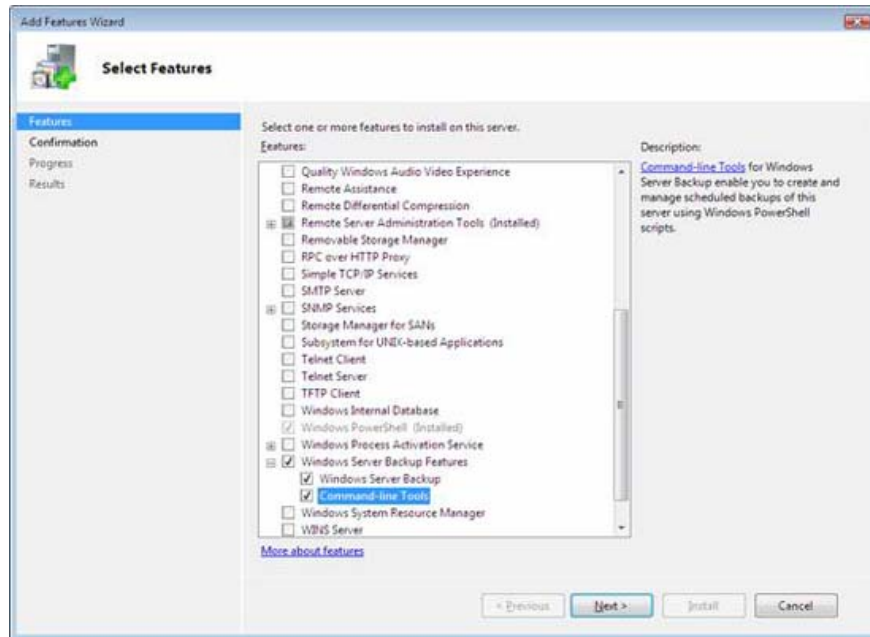 Add Features Wizard
Select Features
Features
Confirmation
Progress
Results
Select one or more features to install on this server.
Features:
Quality Windows Audio Video Experience
Remote Assistance
Remote Differential Compression
Remote Server Administration Tools (Installed)
Removable Storage Manager
RPC over HTTP Proxy
Simple TCP/IP Services
SMTP Server
SNMP Services
Storage Manager for SANs
Subsystem for UNIX-based Applications
Telnet Client
Telnet Server
TFTP Client
Windows Internal Database
Windows PowerShell (Installed)
Windows Process Activation Service
Windows Server Backup Features
Windows Server Backup
Command-line Tools
Windows System Resource Manager
WINS Server
More about features
Description:
Command-line Tools for Windows
Server Backup enable you to create and
manage scheduled backups of this
server using Windows PowerShell
scripts.
< Previous
Next >
Install
Cancel